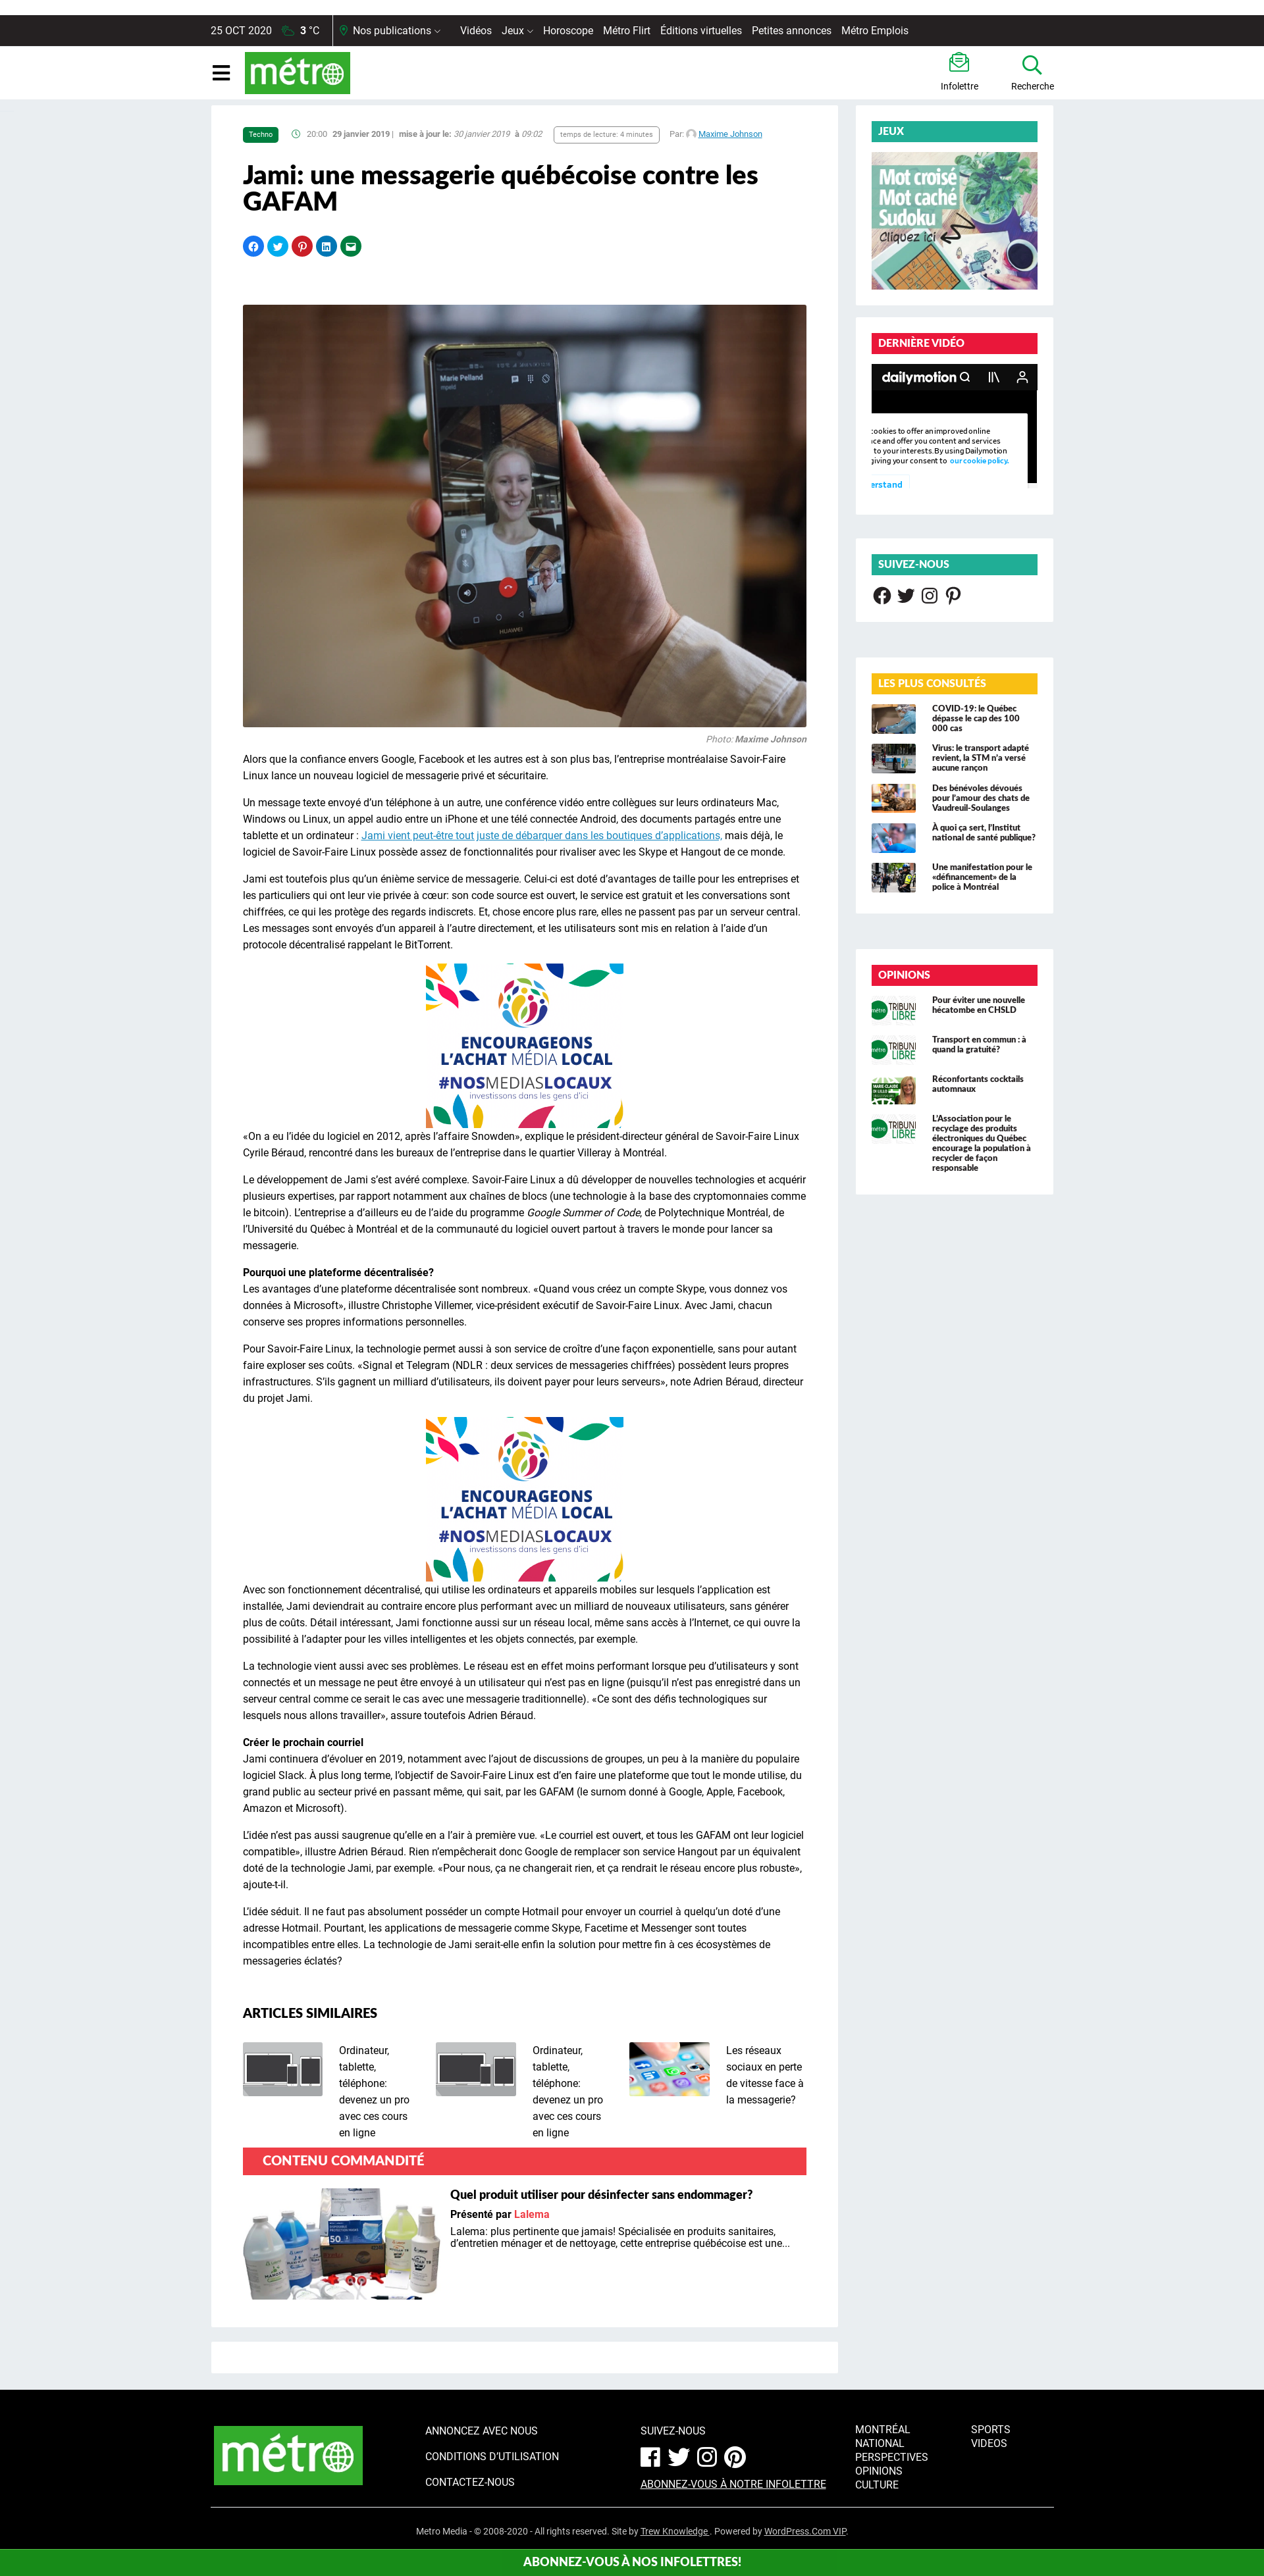 25 OCT 2020 3 °C Nos publications Vidéos Jeux Horoscope Métro Flirt Éditions virtuelles Petites annonces Métro Emplois
métro
Infolettre
Recherche
Techno 20:00 29 janvier 2019 | mise à jour le: 30 janvier 2019 à 09:02 temps de lecture: 4 minutes Par: Maxime Johnson
Jami: une messagerie québécoise contre les
GAFAM
Marie Pelland
mpeld
HUAWEI
Photo: Maxime Johnson
Alors que la confiance envers Google, Facebook et les autres est à son plus bas, l’entreprise montréalaise Savoir-Faire
Linux lance un nouveau logiciel de messagerie privé et sécuritaire.
Un message texte envoyé d’un téléphone à un autre, une conférence vidéo entre collègues sur leurs ordinateurs Mac,
Windows ou Linux, un appel audio entre un iPhone et une télé connectée Android, des documents partagés entre une
tablette et un ordinateur : Jami vient peut-être tout juste de débarquer dans les boutiques d’applications, mais déjà, le
logiciel de Savoir-Faire Linux possède assez de fonctionnalités pour rivaliser avec les Skype et Hangout de ce monde.
Jami est toutefois plus qu’un énième service de messagerie. Celui-ci est doté d’avantages de taille pour les entreprises et
les particuliers qui ont leur vie privée à cœur: son code source est ouvert, le service est gratuit et les conversations sont
chiffrées, ce qui les protège des regards indiscrets. Et, chose encore plus rare, elles ne passent pas par un serveur central.
Les messages sont envoyés d’un appareil à l’autre directement, et les utilisateurs sont mis en relation à l’aide d’un
protocole décentralisé rappelant le BitTorrent.
ENCOURAGEONS
L’ACHAT MÉDIA LOCAL
#NOSMEDIASLOCAUX
investissons dans les gens d’ici
«On a eu l’idée du logiciel en 2012, après l’affaire Snowden», explique le président-directeur général de Savoir-Faire Linux
Cyrile Béraud, rencontré dans les bureaux de l’entreprise dans le quartier Villeray à Montréal.
Le développement de Jami s’est avéré complexe. Savoir-Faire Linux a dû développer de nouvelles technologies et acquérir
plusieurs expertises, par rapport notamment aux chaînes de blocs (une technologie à la base des cryptomonnaies comme
le bitcoin). L’entreprise a d’ailleurs eu de l’aide du programme Google Summer of Code, de Polytechnique Montréal, de
l’Université du Québec à Montréal et de la communauté du logiciel ouvert partout à travers le monde pour lancer sa
messagerie.
Pourquoi une plateforme décentralisée?
Les avantages d’une plateforme décentralisée sont nombreux. «Quand vous créez un compte Skype, vous donnez vos
données à Microsoft», illustre Christophe Villemer, vice-président exécutif de Savoir-Faire Linux. Avec Jami, chacun
conserve ses propres informations personnelles.
Pour Savoir-Faire Linux, la technologie permet aussi à son service de croître d’une façon exponentielle, sans pour autant
faire exploser ses coûts. «Signal et Telegram (NDLR : deux services de messageries chiffrées) possèdent leurs propres
infrastructures. S’ils gagnent un milliard d’utilisateurs, ils doivent payer pour leurs serveurs», note Adrien Béraud, directeur
du projet Jami.
ENCOURAGEONS
L’ACHAT MÉDIA LOCAL
#NOSMEDIASLOCAUX
investissons dans les gens d’ici
Avec son fonctionnement décentralisé, qui utilise les ordinateurs et appareils mobiles sur lesquels l’application est
installée, Jami deviendrait au contraire encore plus performant avec un milliard de nouveaux utilisateurs, sans générer
plus de coûts. Détail intéressant, Jami fonctionne aussi sur un réseau local, même sans accès à l’Internet, ce qui ouvre la
possibilité à l’adapter pour les villes intelligentes et les objets connectés, par exemple.
La technologie vient aussi avec ses problèmes. Le réseau est en effet moins performant lorsque peu d’utilisateurs y sont
connectés et un message ne peut être envoyé à un utilisateur qui n’est pas en ligne (puisqu’il n’est pas enregistré dans un
serveur central comme ce serait le cas avec une messagerie traditionnelle). «Ce sont des défis technologiques sur
lesquels nous allons travailler», assure toutefois Adrien Béraud.
Créer le prochain courriel
Jami continuera d’évoluer en 2019, notamment avec l’ajout de discussions de groupes, un peu à la manière du populaire
logiciel Slack. À plus long terme, l’objectif de Savoir-Faire Linux est d’en faire une plateforme que tout le monde utilise, du
grand public au secteur privé en passant même, qui sait, par les GAFAM (le surnom donné à Google, Apple, Facebook,
Amazon et Microsoft).
L’idée n’est pas aussi saugrenue qu’elle en a l’air à première vue. «Le courriel est ouvert, et tous les GAFAM ont leur logiciel
compatible», illustre Adrien Béraud. Rien n’empêcherait donc Google de remplacer son service Hangout par un équivalent
doté de la technologie Jami, par exemple. «Pour nous, ça ne changerait rien, et ça rendrait le réseau encore plus robuste»,
ajoute-t-il.
L’idée séduit. Il ne faut pas absolument posséder un compte Hotmail pour envoyer un courriel à quelqu’un doté d’une
adresse Hotmail. Pourtant, les applications de messagerie comme Skype, Facetime et Messenger sont toutes
incompatibles entre elles. La technologie de Jami serait-elle enfin la solution pour mettre fin à ces écosystèmes de
messageries éclatés?
ARTICLES SIMILAIRES
Ordinateur,
tablette,
téléphone:
devenez un pro
avec ces cours
en ligne
Ordinateur,
tablette,
téléphone:
devenez un pro
avec ces cours
en ligne
Les réseaux
sociaux en perte
de vitesse face à
la messagerie?
CONTENU COMMANDITÉ
Quel produit utiliser pour désinfecter sans endommager?
Présenté par Lalema
Lalema: plus pertinente que jamais! Spécialisée en produits sanitaires,
d’entretien ménager et de nettoyage, cette entreprise québécoise est une...
JEUX
Mot croisé
Mot caché
Sudoku
Cliquez ici
DERNIÈRE VIDÉO
dailymotion
cookies to offer an improved online
ce and offer you content and services
to your interests. By using Dailymotion
giving your consent to our cookie policy.
erstand
SUIVEZ-NOUS
LES PLUS CONSULTÉS
COVID-19: le Québec
dépasse le cap des 100
000 cas
Virus: le transport adapté
revient, la STM n’a versé
aucune rançon
Des bénévoles dévoués
pour l’amour des chats de
Vaudreuil-Soulanges
À quoi ça sert, l’Institut
national de santé publique?
Une manifestation pour le
«définancement» de la
police à Montréal
OPINIONS
métro TRIBUNE LIBRE
Pour éviter une nouvelle
hécatombe en CHSLD
métro TRIBUNE LIBRE
Transport en commun : à
quand la gratuité?
Réconfortants cocktails
automnaux
métro TRIBUNE LIBRE
L’Association pour le
recyclage des produits
électroniques du Québec
encourage la population à
recycler de façon
responsable
métro
ANNONCEZ AVEC NOUS
CONDITIONS D’UTILISATION
CONTACTEZ-NOUS
SUIVEZ-NOUS
ABONNEZ-VOUS À NOTRE INFOLETTRE
MONTRÉAL
NATIONAL
PERSPECTIVES
OPINIONS
CULTURE
SPORTS
VIDEOS
Metro Media - © 2008-2020 - All rights reserved. Site by Trew Knowledge . Powered by WordPress.Com VIP.
ABONNEZ-VOUS À NOS INFOLETTRES!